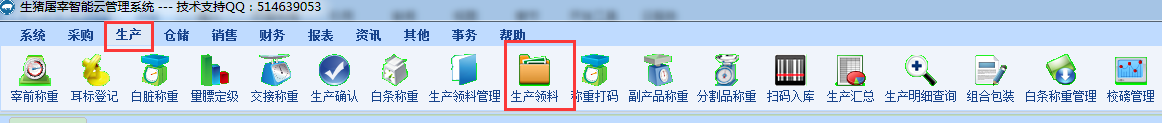 生猪屠宰智能云管理系统 --- 技术支持QQ：514639053
系统 采购 生产 仓储 销售 财务 报表 资讯 其他 事务 帮助
宰前称重 耳标登记 白脏称重 量膘定级 交接称重 生产确认 白条称重 生产领料管理 生产领料 称重打码 副产品称重 分割品称重 扫码入库 生产汇总 生产明细查询 组合包装 白条称重管理 校磅管理